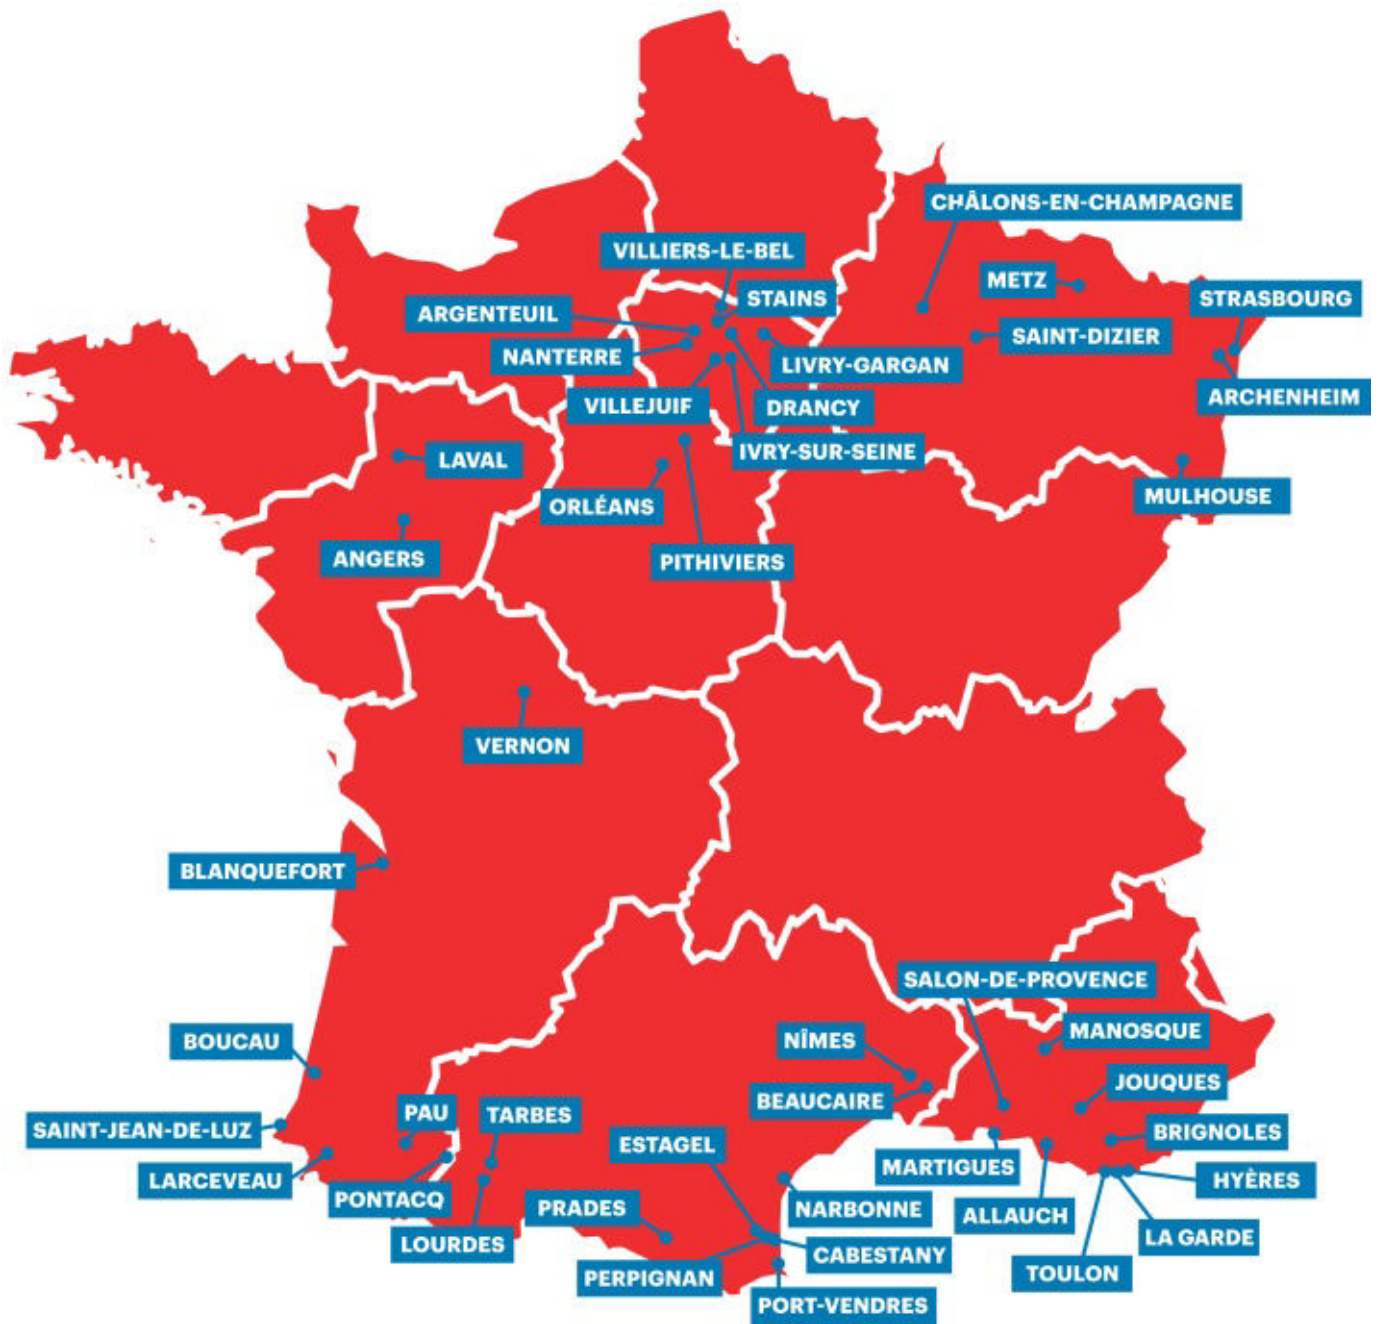 CHÂLONS-EN-CHAMPAGNE
VILLIERS-LE-BEL
METZ
STAINS
STRASBOURG
ARGENTEUIL
SAINT-DIZIER
NANTERRE
LIVRY-GARGAN
ARCHENHEIM
VILLEJUIF
DRANCY
IVRY-SUR-SEINE
LAVAL
MULHOUSE
ORLÉANS
ANGERS
PITHIVIERS
VERNON
BLANQUEFORT
SALON-DE-PROVENCE
MANOSQUE
BOUCAU
NÎMES
JOUQUES
BEAUCAIRE
PAU
TARBES
SAINT-JEAN-DE-LUZ
BRIGNOLES
ESTAGEL
MARTIGUES
LARCEVEAU
HYÈRES
PONTACQ
PRADES
NARBONNE
ALLAUCH
LA GARDE
LOURDES
CABESTANY
TOULON
PERPIGNAN
PORT-VENDRES